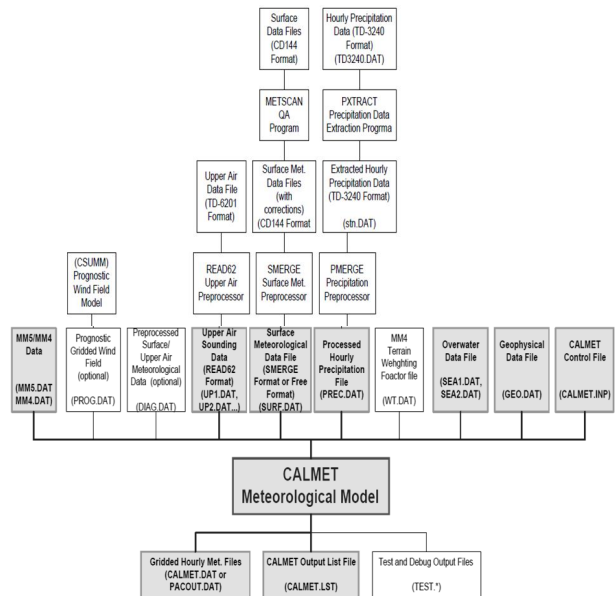 Surface
Data Files
(CD144
Format)
Hourly Precipitation
Data (TD-3240
Format)
(TD3240.DAT)
METSCAN
QA
Program
PXTRACT
Precipitation Data
Extraction Progrma
Upper Air
Data File
(TD-6201
Format)
Surface Met.
Data Files
(with
corrections)
(CD144 Format
Extracted Hourly
Precipitation Data
(TD-3240 Format)
(stn.DAT)
(CSUMM)
Prognostic
Wind Field
Model
READ62
Upper Air
Preprocessor
SMERGE
Surface Met.
Preprocessor
PMERGE
Precipitation
Preprocessor
MM5/MM4
Data
(MM5.DAT
MM4.DAT)
Prognostic
Gridded Wind
Field
(optional)
(PROG.DAT)
Preprocessed
Surface/
Upper Air
Meteorological
Data (optional)
(DIAG.DAT)
Upper Air
Sounding
Data
(READ62
Format)
(UP1.DAT,
UP2.DAT...)
Surface
Meteorological
Data File
(SMERGE
Format or Free
Format)
(SURF.DAT)
Processed
Hourly
Precipitation
File
(PREC.DAT)
MM4
Terrain
Wehghting
Foactor file
(WT.DAT)
Overwater
Data File
(SEA1.DAT,
SEA2.DAT)
Geophysical
Data File
(GEO.DAT)
CALMET
Control File
(CALMET.INP)
CALMET
Meteorological Model
Gridded Hourly Met. Files
(CALMET.DAT or
PACOUT.DAT)
CALMET Output List File
(CALMET.LST)
Test and Debug Output Files
(TEST.*)